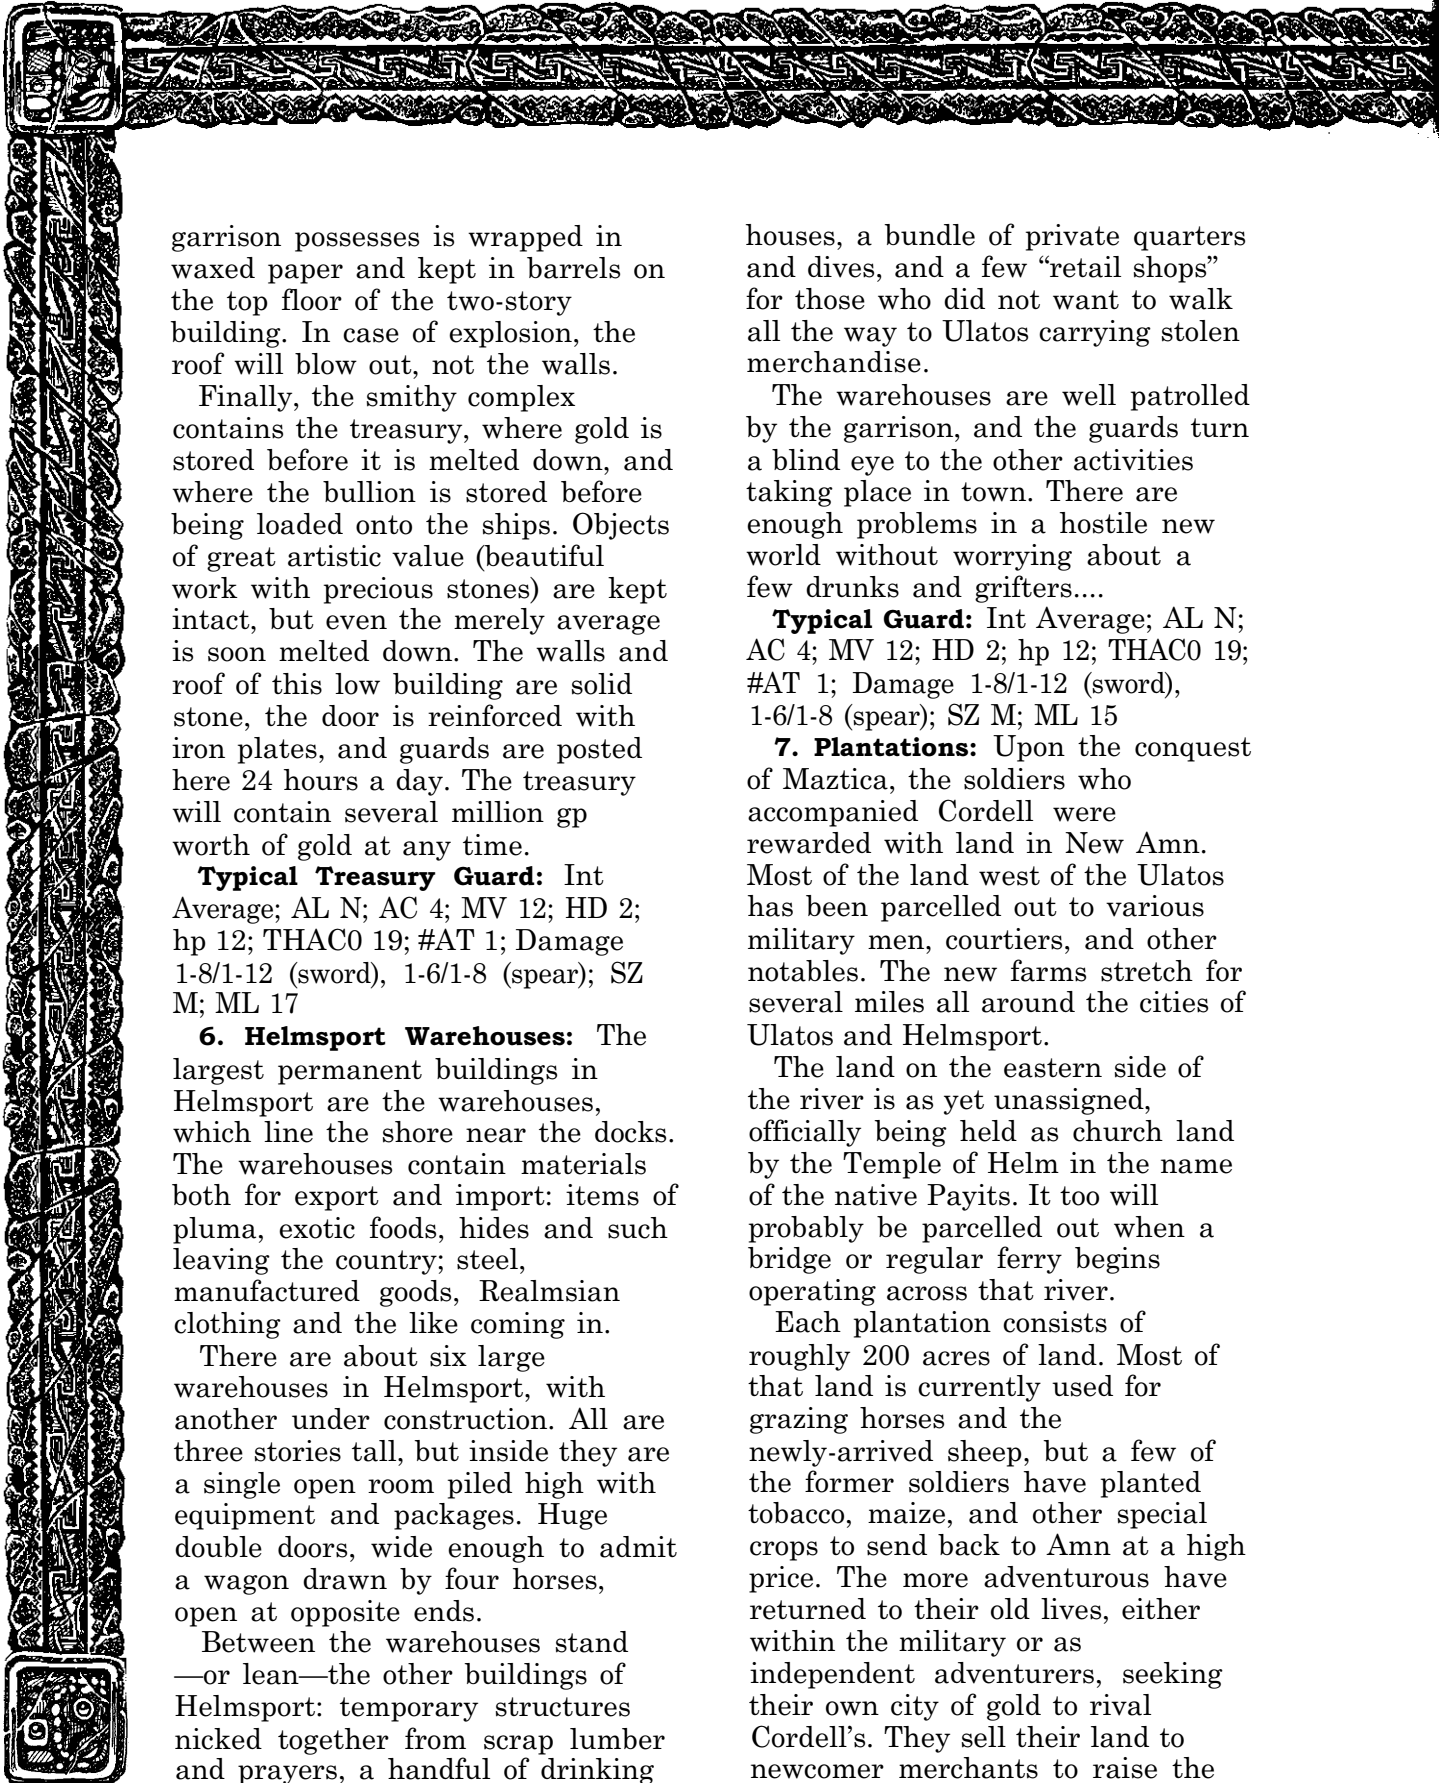 garrison possesses is wrapped in
waxed paper and kept in barrels on
the top floor of the two-story
building. In case of explosion, the
roof will blow out, not the walls.
Finally, the smithy complex
contains the treasury, where gold is
stored before it is melted down, and
where the bullion is stored before
being loaded onto the ships. Objects
of great artistic value (beautiful
work with precious stones) are kept
intact, but even the merely average
is soon melted down. The walls and
roof of this low building are solid
stone, the door is reinforced with
iron plates, and guards are posted
here 24 hours a day. The treasury
will contain several million gp
worth of gold at any time.
Typical Treasury Guard: Int
Average; AL N; AC 4; MV 12; HD 2;
hp 12; THAC0 19; #AT 1; Damage
1-8/1-12 (sword), 1-6/1-8 (spear); SZ
M; ML 17
6. Helmsport Warehouses: The
largest permanent buildings in
Helmsport are the warehouses,
which line the shore near the docks.
The warehouses contain materials
both for export and import: items of
pluma, exotic foods, hides and such
leaving the country; steel,
manufactured goods, Realmsian
clothing and the like coming in.
There are about six large
warehouses in Helmsport, with
another under construction. All are
three stories tall, but inside they are
a single open room piled high with
equipment and packages. Huge
double doors, wide enough to admit
a wagon drawn by four horses,
open at opposite ends.
Between the warehouses stand
—or lean—the other buildings of
Helmsport: temporary structures
nicked together from scrap lumber
and prayers, a handful of drinking
houses, a bundle of private quarters
and dives, and a few “retail shops”
for those who did not want to walk
all the way to Ulatos carrying stolen
merchandise.
The warehouses are well patrolled
by the garrison, and the guards turn
a blind eye to the other activities
taking place in town. There are
enough problems in a hostile new
world without worrying about a
few drunks and grifters....
Typical Guard: Int Average; AL N;
AC 4; MV 12; HD 2; hp 12; THAC0 19;
#AT 1; Damage 1-8/1-12 (sword),
1-6/1-8 (spear); SZ M; ML 15
7. Plantations: Upon the conquest
of Maztica, the soldiers who
accompanied Cordell were
rewarded with land in New Amn.
Most of the land west of the Ulatos
has been parcelled out to various
military men, courtiers, and other
notables. The new farms stretch for
several miles all around the cities of
Ulatos and Helmsport.
The land on the eastern side of
the river is as yet unassigned,
officially being held as church land
by the Temple of Helm in the name
of the native Payits. It too will
probably be parcelled out when a
bridge or regular ferry begins
operating across that river.
Each plantation consists of
roughly 200 acres of land. Most of
that land is currently used for
grazing horses and the
newly-arrived sheep, but a few of
the former soldiers have planted
tobacco, maize, and other special
crops to send back to Amn at a high
price. The more adventurous have
returned to their old lives, either
within the military or as
independent adventurers, seeking
their own city of gold to rival
Cordell's. They sell their land to
newcomer merchants to raise the